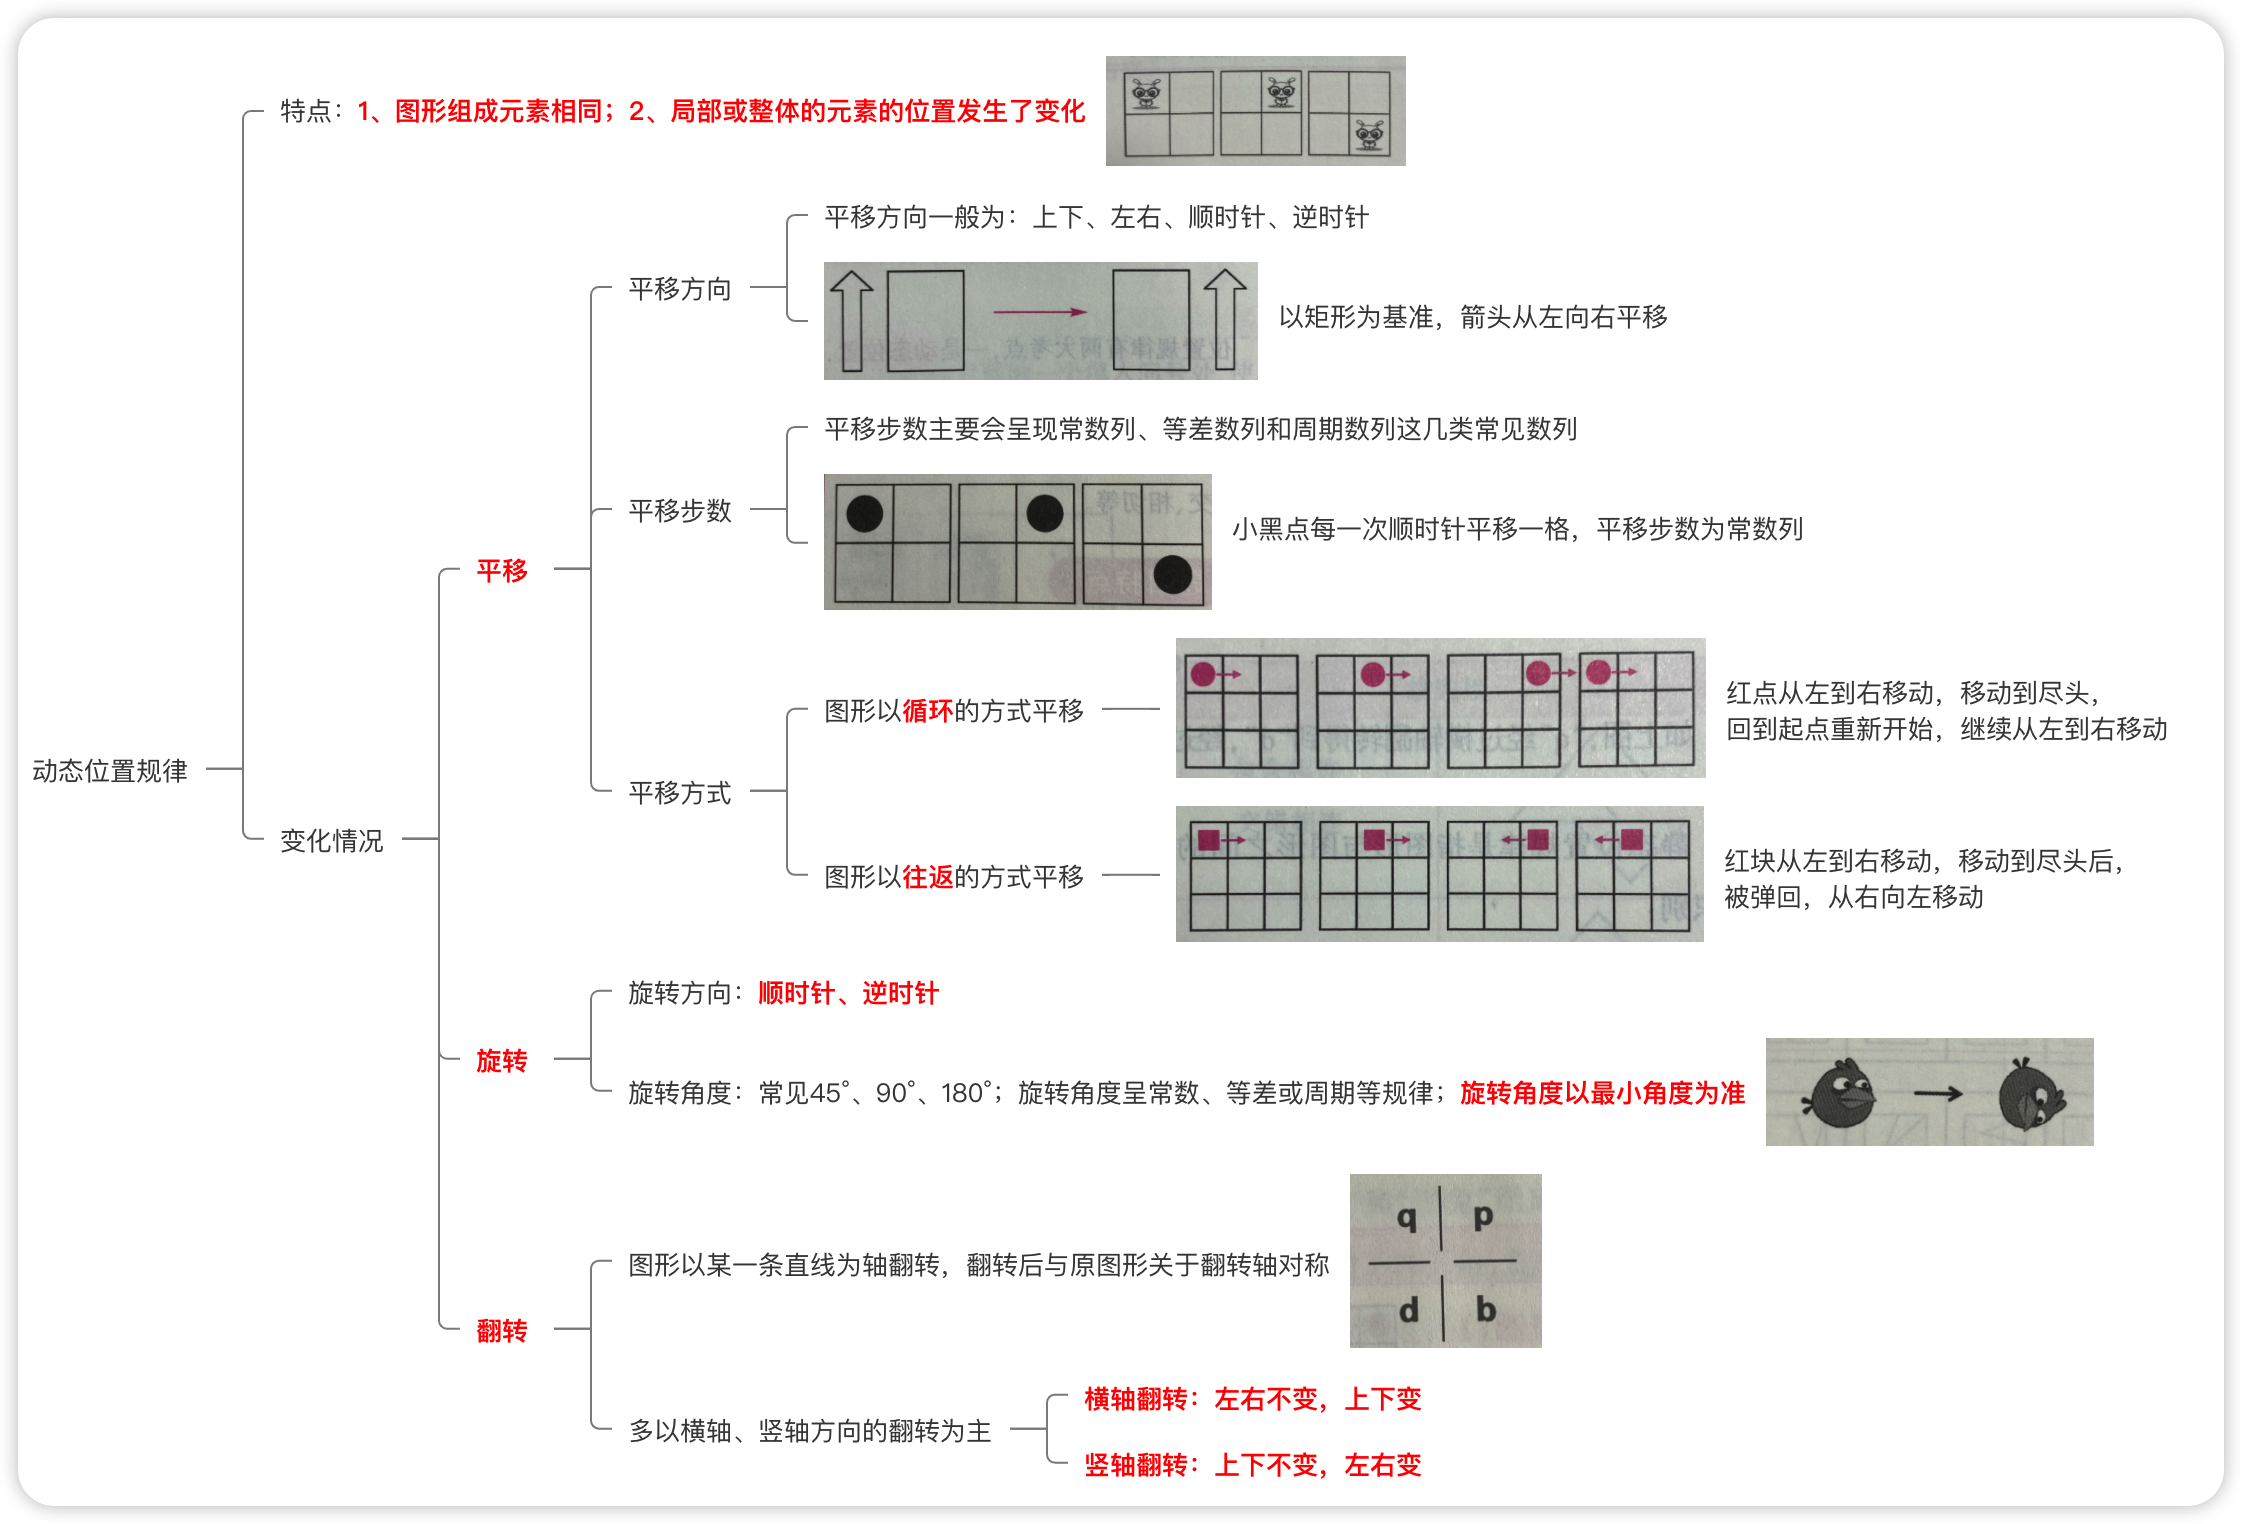 特点：1、图形组成元素相同；2、局部或整体的元素的位置发生了变化
平移方向一般为：上下、左右、顺时针、逆时针
平移方向
以矩形为基准，箭头从左向右平移
平移步数主要会呈现常数列、等差数列和周期数列这几类常见数列
平移步数
小黑点每一次顺时针平移一格，平移步数为常数列
平移
图形以循环的方式平移
红点从左到右移动，移动到尽头，
回到起点重新开始，继续从左到右移动
动态位置规律
平移方式
变化情况
图形以往返的方式平移
红块从左到右移动，移动到尽头后，
被弹回，从右向左移动
旋转方向：顺时针、逆时针
旋转
旋转角度：常见45°、90°、180°；旋转角度呈常数、等差或周期等规律；旋转角度以最小角度为准
q p
图形以某一条直线为轴翻转，翻转后与原图形关于翻转轴对称
d b
翻转
横轴翻转：左右不变，上下变
多以横轴、竖轴方向的翻转为主
竖轴翻转：上下不变，左右变